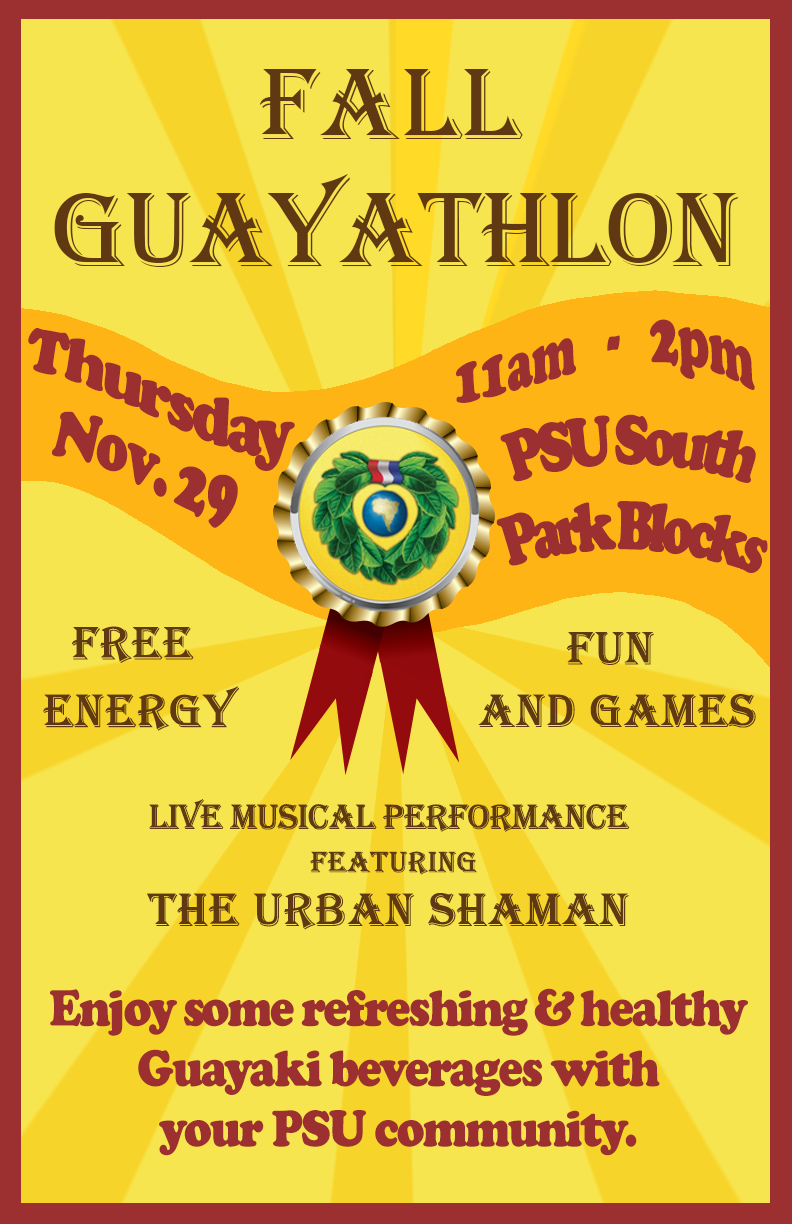 FALL
GUAYATHLON
Thursday
Nov. 29
11am - 2pm
PSU South
Park Blocks
FREE
ENERGY
FUN
AND GAMES
LIVE MUSICAL PERFORMANCE
FEATURING
THE URBAN SHAMAN
Enjoy some refreshing & healthy
Guayaki beverages with
your PSU community.